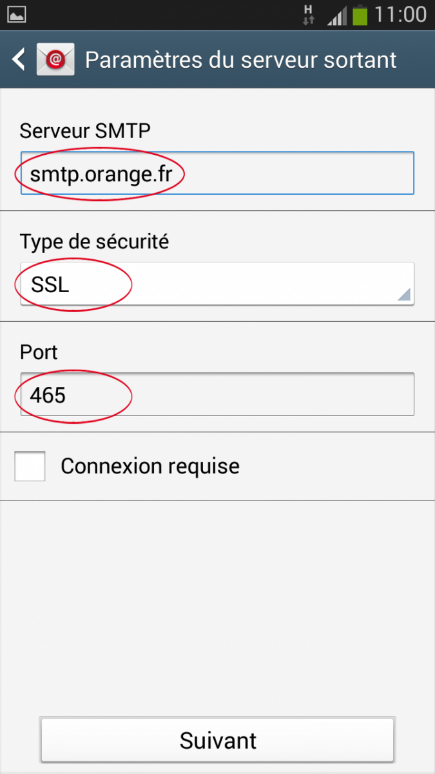 H 11:00
Paramètres du serveur sortant
Serveur SMTP
smtp.orange.fr
Type de sécurité
SSL
Port
465
Connexion requise
Suivant